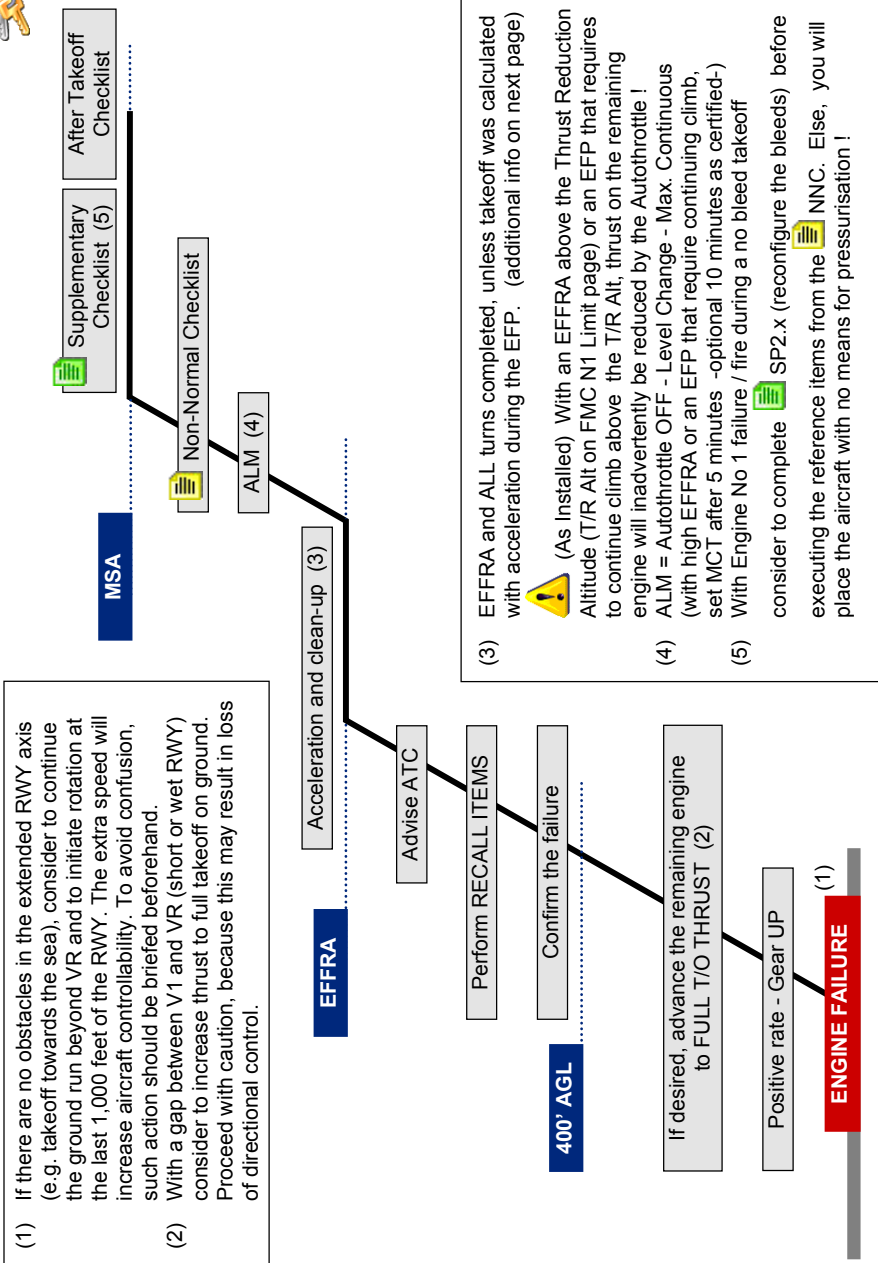 (1) If there are no obstacles in the extended RWY axis
(e.g. takeoff towards the sea), consider to continue
the ground run beyond VR and to initiate rotation at
the last 1,000 feet of the RWY. The extra speed will
increase aircraft controllability. To avoid confusion,
such action should be briefed beforehand.
(2) With a gap between V1 and VR (short or wet RWY)
consider to increase thrust to full takeoff on ground.
Proceed with caution, because this may result in loss
of directional control.
MSA
Supplementary
Checklist (5)
After Takeoff
Checklist
Non-Normal Checklist
ALM (4)
EFFRA
Acceleration and clean-up (3)
Advise ATC
Perform RECALL ITEMS
Confirm the failure
400' AGL
If desired, advance the remaining engine
to FULL T/O THRUST (2)
Positive rate - Gear UP
ENGINE FAILURE
(1)
(3) EFFRA and ALL turns completed, unless takeoff was calculated
with acceleration during the EFP. (additional info on next page)
(As Installed) With an EFFRA above the Thrust Reduction
Altitude (T/R Alt on FMC N1 Limit page) or an EFP that requires
to continue climb above the T/R Alt, thrust on the remaining
engine will inadvertently be reduced by the Autothrottle !
(4) ALM = Autothrottle OFF - Level Change - Max. Continuous
(with high EFFRA or an EFP that require continuing climb,
set MCT after 5 minutes -optional 10 minutes as certified-)
(5) With Engine No 1 failure / fire during a no bleed takeoff
consider to complete SP2.x (reconfigure the bleeds) before
executing the reference items from the NNC. Else, you will
place the aircraft with no means for pressurisation !